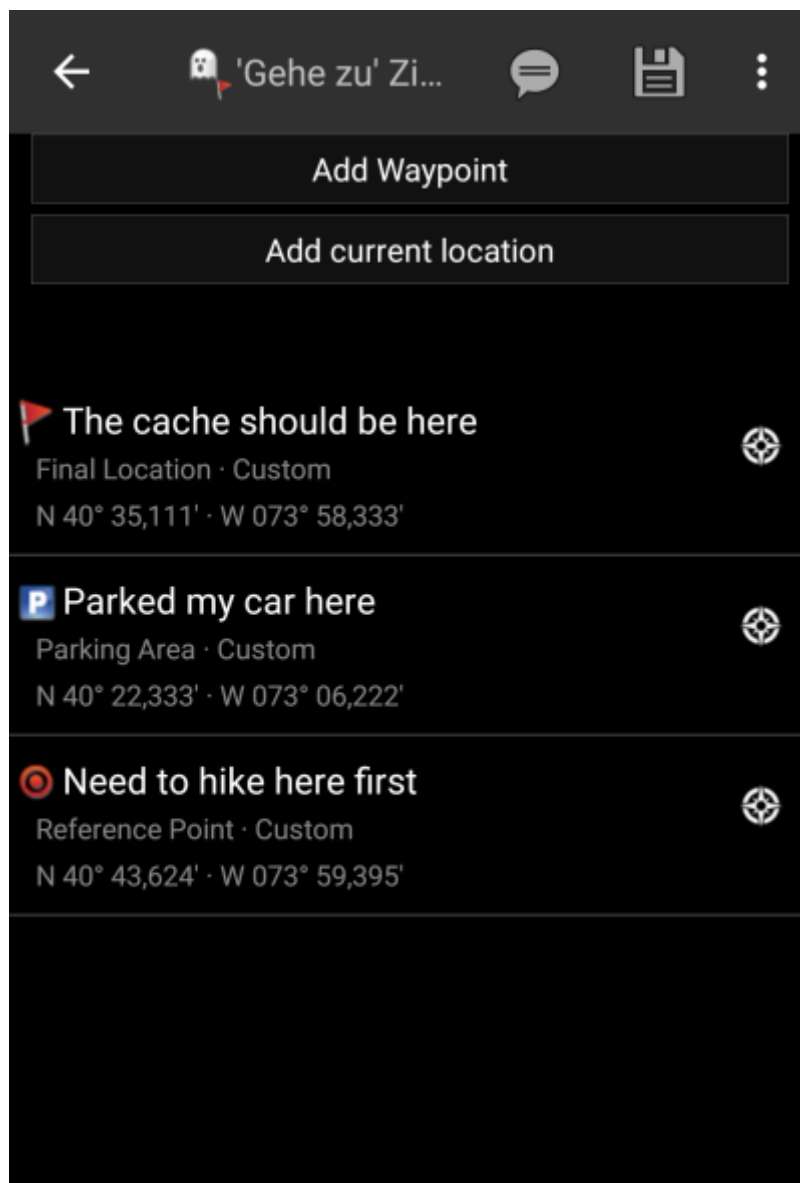 'Gehe zu' Zi...
Add Waypoint
Add current location
The cache should be here
Final Location · Custom
N 40° 35,111' · W 073° 58,333'
P Parked my car here
Parking Area · Custom
N 40° 22,333' · W 073° 06,222'
Need to hike here first
Reference Point · Custom
N 40° 43,624' · W 073° 59,395'